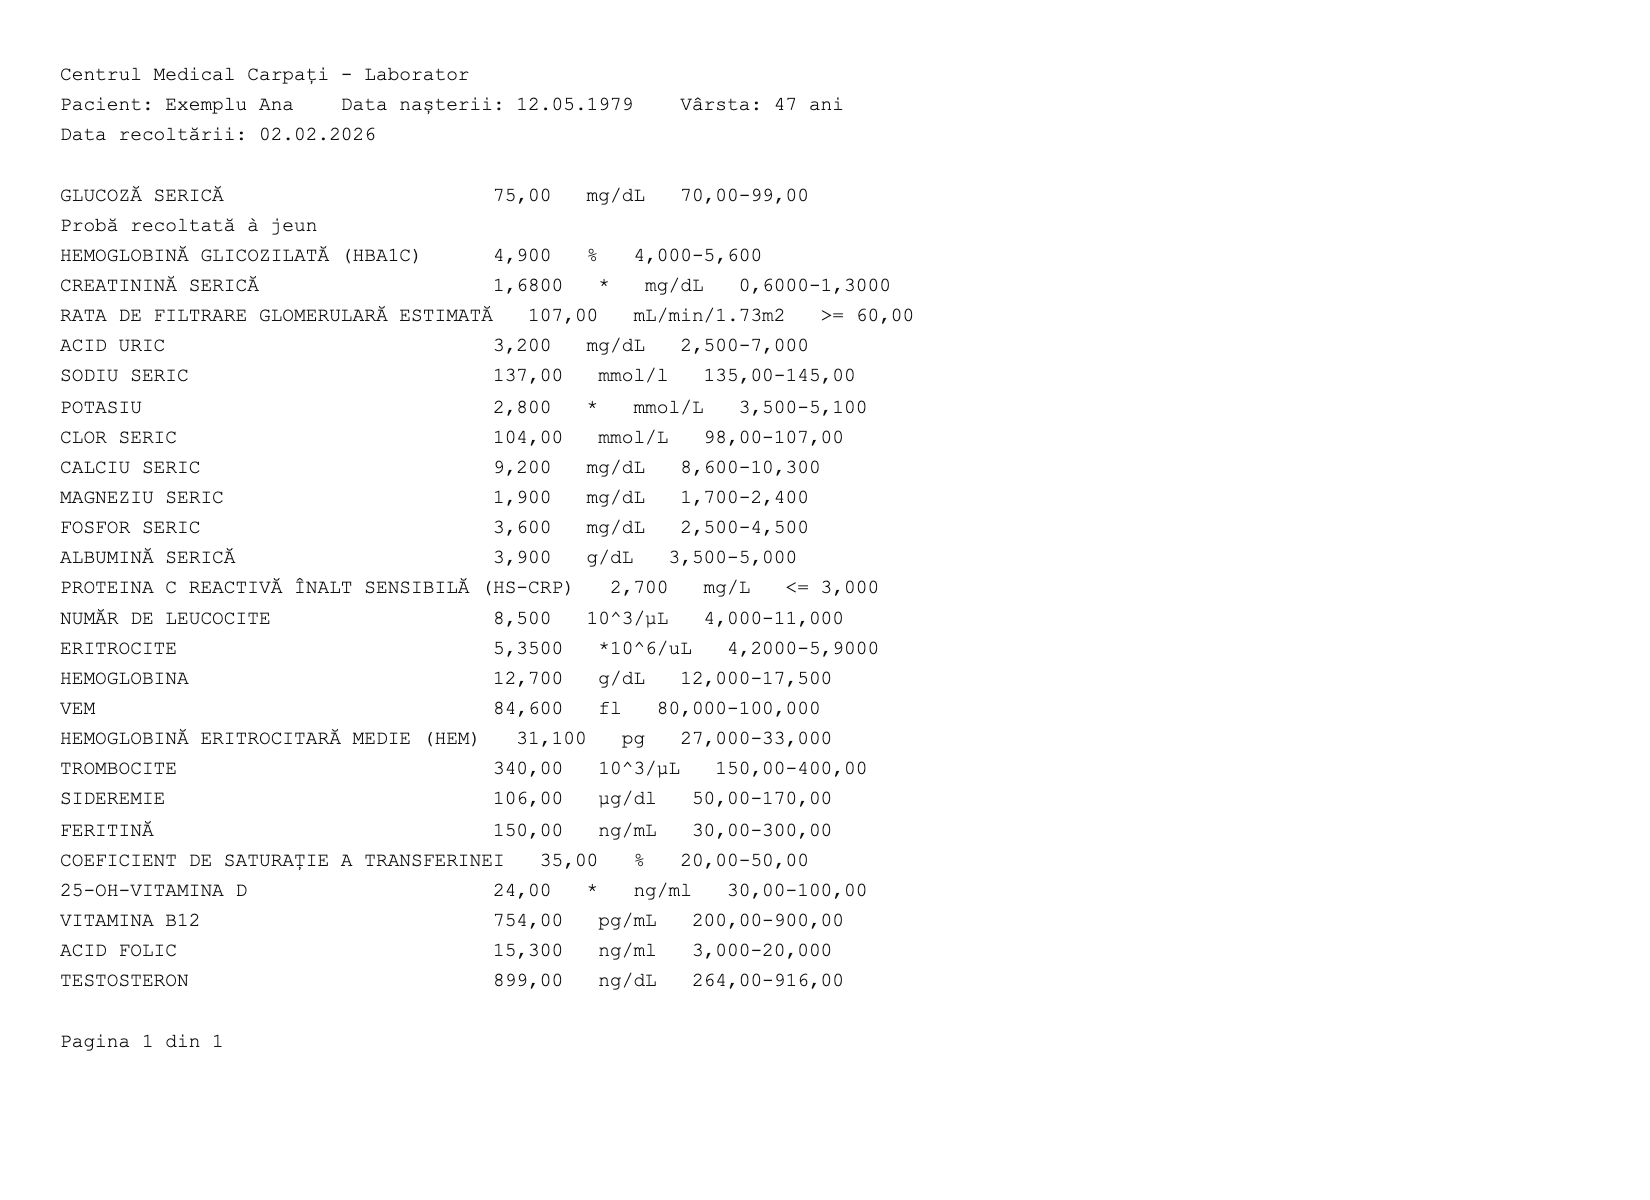 Centrul Medical Carpați - Laborator
Pacient: Exemplu Ana    Data nașterii: 12.05.1979    Vârsta: 47 ani
Data recoltării: 02.02.2026
GLUCOZĂ SERICĂ                       75,00   mg/dL   70,00-99,00
Probă recoltată à jeun
HEMOGLOBINĂ GLICOZILATĂ (HBA1C)      4,900   %   4,000-5,600
CREATININĂ SERICĂ                    1,6800   *   mg/dL   0,6000-1,3000
RATA DE FILTRARE GLOMERULARĂ ESTIMATĂ   107,00   mL/min/1.73m2   >= 60,00
ACID URIC                            3,200   mg/dL   2,500-7,000
SODIU SERIC                          137,00   mmol/l   135,00-145,00
POTASIU                              2,800   *   mmol/L   3,500-5,100
CLOR SERIC                           104,00   mmol/L   98,00-107,00
CALCIU SERIC                         9,200   mg/dL   8,600-10,300
MAGNEZIU SERIC                       1,900   mg/dL   1,700-2,400
FOSFOR SERIC                         3,600   mg/dL   2,500-4,500
ALBUMINĂ SERICĂ                      3,900   g/dL   3,500-5,000
PROTEINA C REACTIVĂ ÎNALT SENSIBILĂ (HS-CRP)   2,700   mg/L   <= 3,000
NUMĂR DE LEUCOCITE                   8,500   10^3/µL   4,000-11,000
ERITROCITE                           5,3500   *10^6/uL   4,2000-5,9000
HEMOGLOBINA                          12,700   g/dL   12,000-17,500
VEM                                  84,600   fl   80,000-100,000
HEMOGLOBINĂ ERITROCITARĂ MEDIE (HEM)   31,100   pg   27,000-33,000
TROMBOCITE                           340,00   10^3/µL   150,00-400,00
SIDEREMIE                            106,00   µg/dl   50,00-170,00
FERITINĂ                             150,00   ng/mL   30,00-300,00
COEFICIENT DE SATURAȚIE A TRANSFERINEI   35,00   %   20,00-50,00
25-OH-VITAMINA D                     24,00   *   ng/ml   30,00-100,00
VITAMINA B12                         754,00   pg/mL   200,00-900,00
ACID FOLIC                           15,300   ng/ml   3,000-20,000
TESTOSTERON                          899,00   ng/dL   264,00-916,00
Pagina 1 din 1